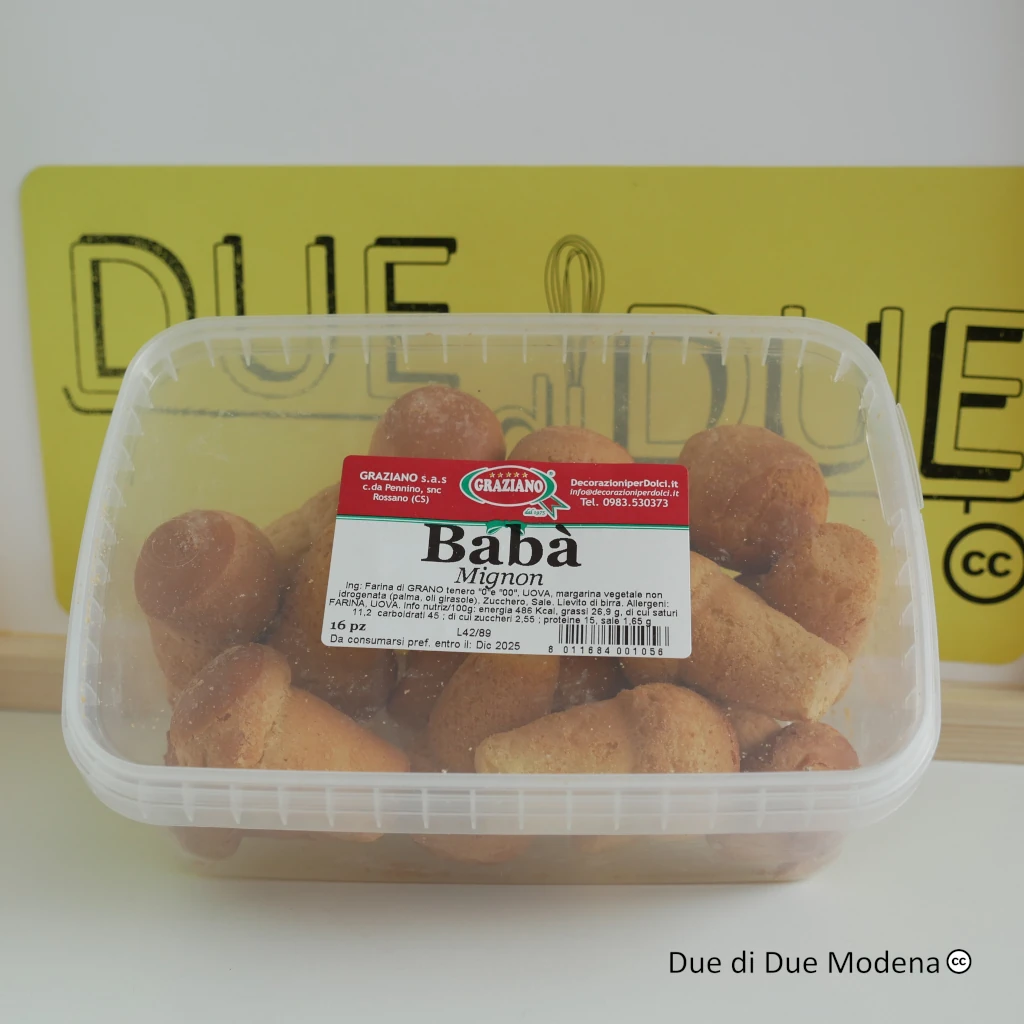 DUE di DUE
cc
GRAZIANO s.a.s
c.da Pennino, snc
Rossano (CS)
GRAZIANO
dal 1975
DecorazioniperDolci.it
info@decorazioniperdolci.it
Tel. 0983.530373
Babà
Mignon
Ing: Farina di GRANO tenero "0 e "00", UOVA, margarina vegetale non
idrogenata (palma, oli girasole), Zucchero, Sale, Lievito di birra. Allergeni:
FARINA, UOVA. Info nutriz/100g: energia 486 Kcal, grassi 26,9 g, di cui saturi
11,2 carboidrati 45 ; di cui zuccheri 2,55 ; proteine 15, sale 1,65 g
16 pz
L42/89
Da consumarsi pref. entro il: Dic 2025
8 011684 001056
Due di Due Modena cc